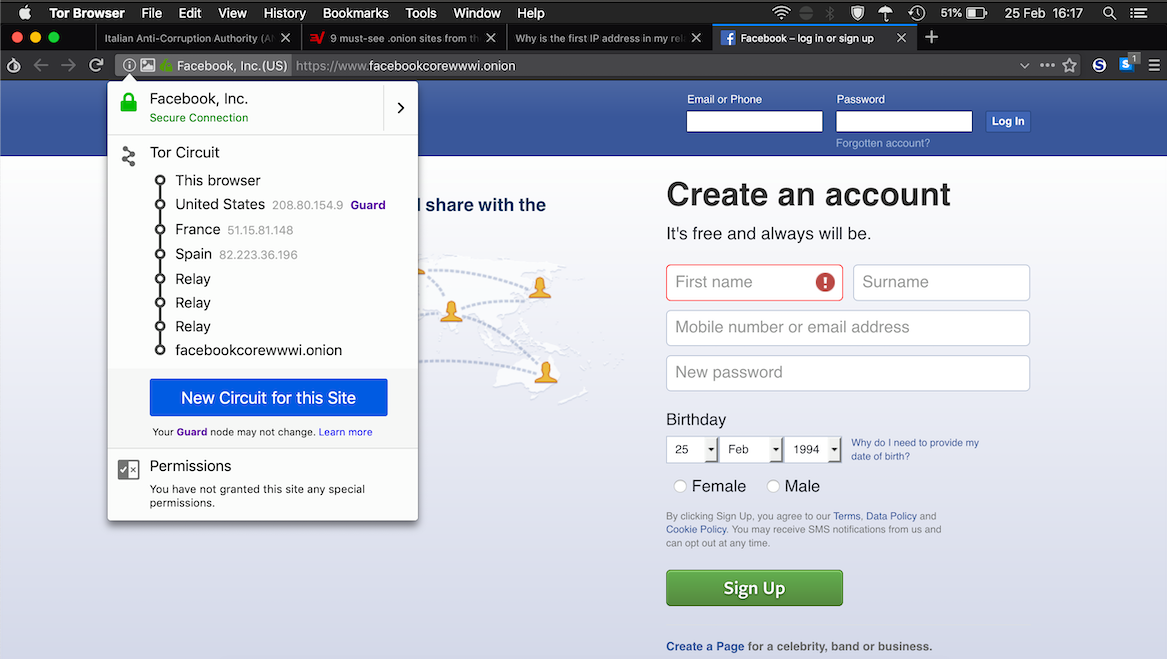 Tor Browser File Edit View History Bookmarks Tools Window Help 51% 25 Feb 16:17
Italian Anti-Corruption Authority (A 9 must-see .onion sites from th Why is the first IP address in my rel Facebook – log in or sign up
Facebook, Inc. (US) https://www.facebookcorewwwi.onion S S 1
Facebook, Inc.
Secure Connection
Tor Circuit
This browser
United States 208.80.154.9 Guard
France 51.15.81.148
Spain 82.223.36.196
Relay
Relay
Relay
facebookcorewwwi.onion
New Circuit for this Site
Your Guard node may not change. Learn more
Permissions
You have not granted this site any special
permissions.
Email or Phone Password
Log In
Forgotten account?
share with the
Create an account
It's free and always will be.
First name Surname
Mobile number or email address
New password
Birthday
25 Feb 1994 Why do I need to provide my
date of birth?
Female Male
By clicking Sign Up, you agree to our Terms, Data Policy and
Cookie Policy. You may receive SMS notifications from us and
can opt out at any time.
Sign Up
Create a Page for a celebrity, band or business.